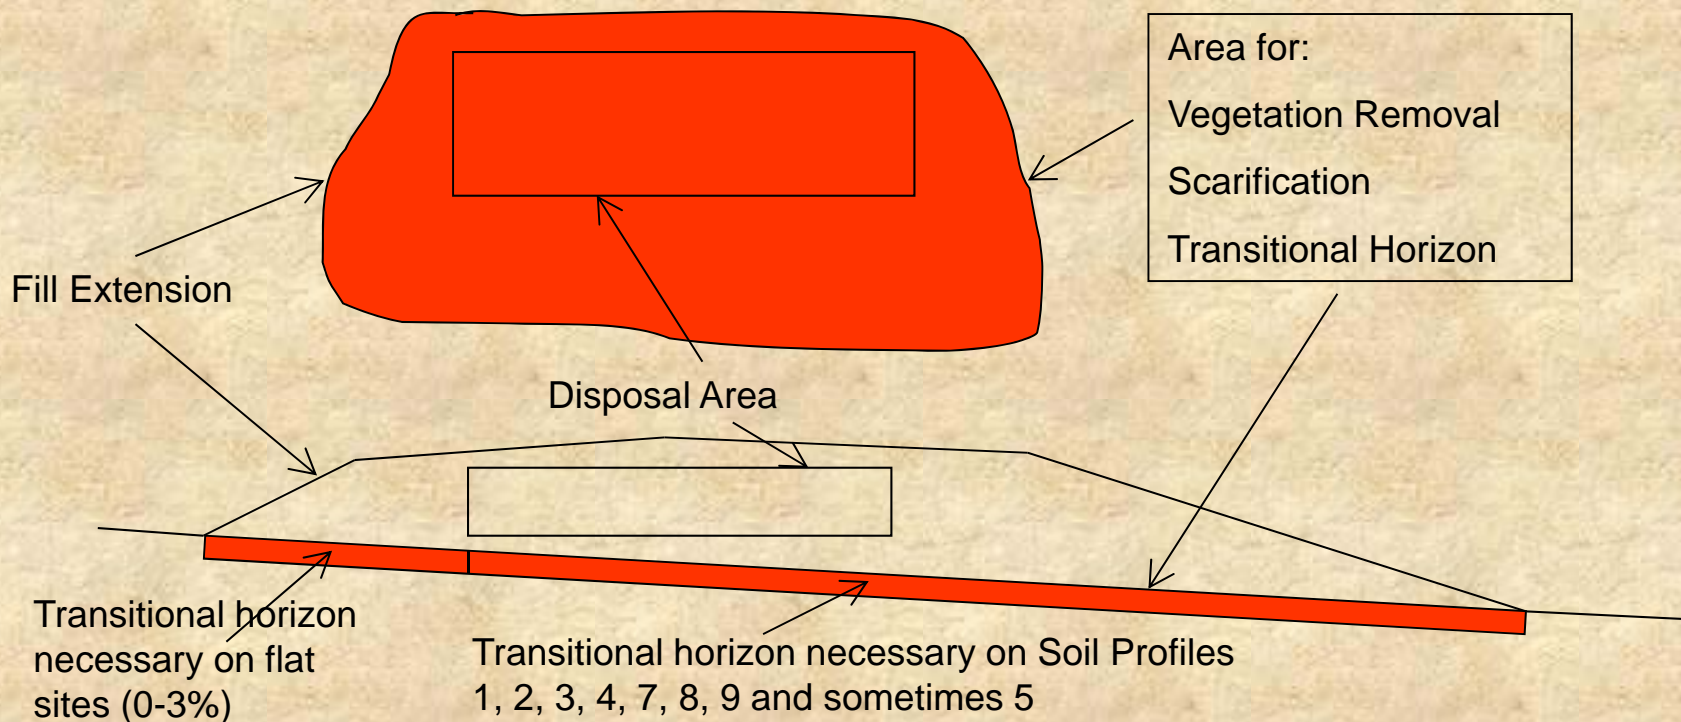 Area for:
Vegetation Removal
Scarification
Transitional Horizon
Fill Extension
Disposal Area
Transitional horizon
necessary on flat
sites (0-3%)
Transitional horizon necessary on Soil Profiles
1, 2, 3, 4, 7, 8, 9 and sometimes 5